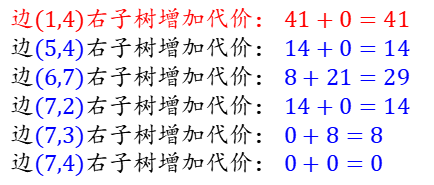 边(1,4)右子树增加代价： 41 + 0 = 41
边(5,4)右子树增加代价： 14 + 0 = 14
边(6,7)右子树增加代价： 8 + 21 = 29
边(7,2)右子树增加代价： 14 + 0 = 14
边(7,3)右子树增加代价： 0 + 8 = 8
边(7,4)右子树增加代价： 0 + 0 = 0